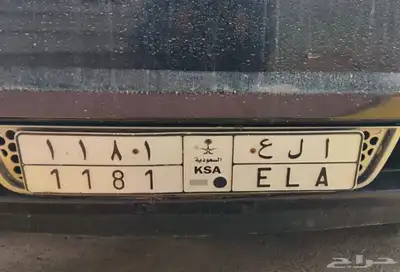 ١١٨١
ا ل ع
السعودية
KSA
1181
ELA
حراج